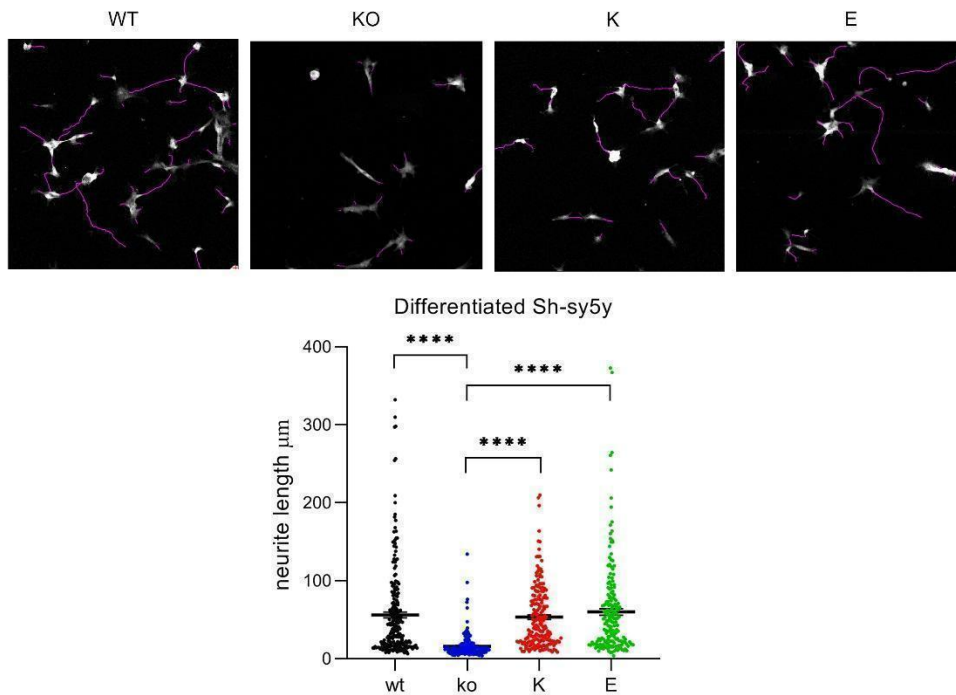 WT KO K E
Differentiated Sh-sy5y
****
****
****
400
300
200
100
0
neurite length μm
wt ko K E